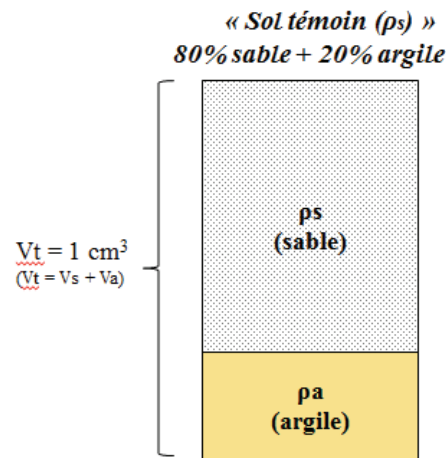 « Sol témoin (ρs) »
80% sable + 20% argile
ρs
(sable)
Vt = 1 cm³
(Vt = Vs + Va)
ρa
(argile)